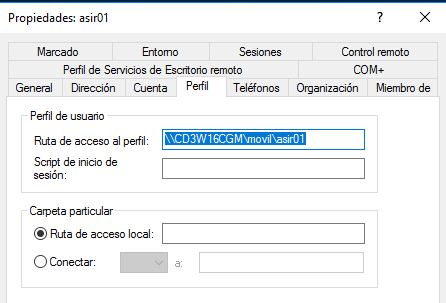 Propiedades: asir01
?
Marcado Entorno Sesiones Control remoto
Perfil de Servicios de Escritorio remoto COM+
General Dirección Cuenta Perfil Teléfonos Organización Miembro de
Perfil de usuario
Ruta de acceso al perfil: \\CD3W16CGM\movil\asir01
Script de inicio de
sesión:
Carpeta particular
Ruta de acceso local:
Conectar: a: